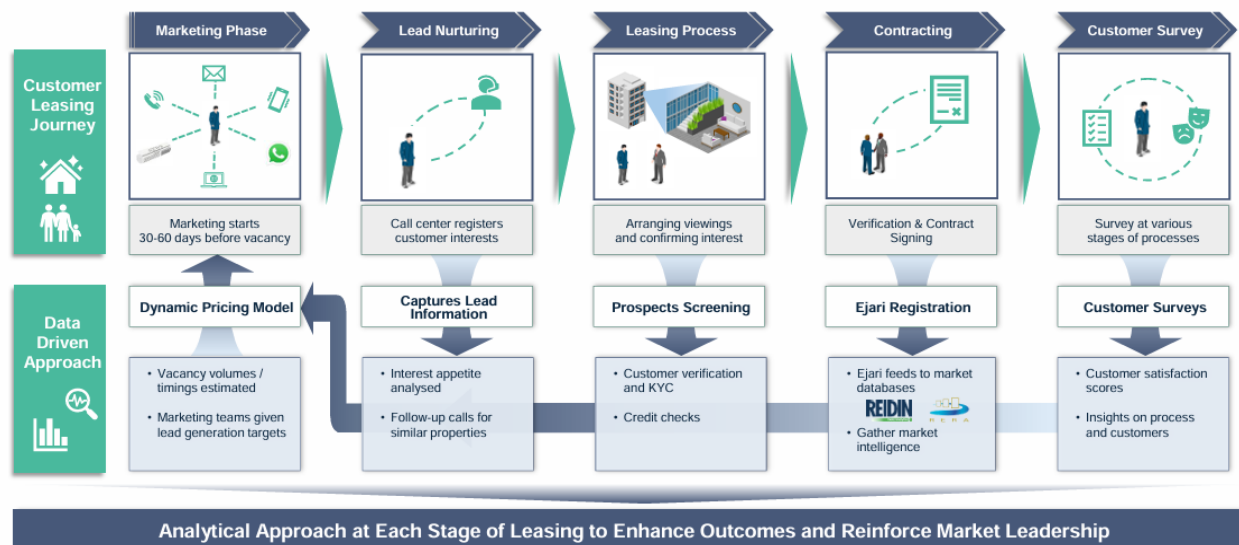 Marketing Phase
Lead Nurturing
Leasing Process
Contracting
Customer Survey
Customer
Leasing
Journey
Marketing starts
30-60 days before vacancy
Call center registers
customer interests
Arranging viewings
and confirming interest
Verification & Contract
Signing
Survey at various
stages of processes
Data
Driven
Approach
Dynamic Pricing Model
Captures Lead
Information
Prospects Screening
Ejari Registration
Customer Surveys
• Vacancy volumes /
timings estimated
• Marketing teams given
lead generation targets
• Interest appetite
analysed
• Follow-up calls for
similar properties
• Customer verification
and KYC
• Credit checks
• Ejari feeds to market
databases
REIDIN
RERA
• Gather market
intelligence
• Customer satisfaction
scores
• Insights on process
and customers
Analytical Approach at Each Stage of Leasing to Enhance Outcomes and Reinforce Market Leadership